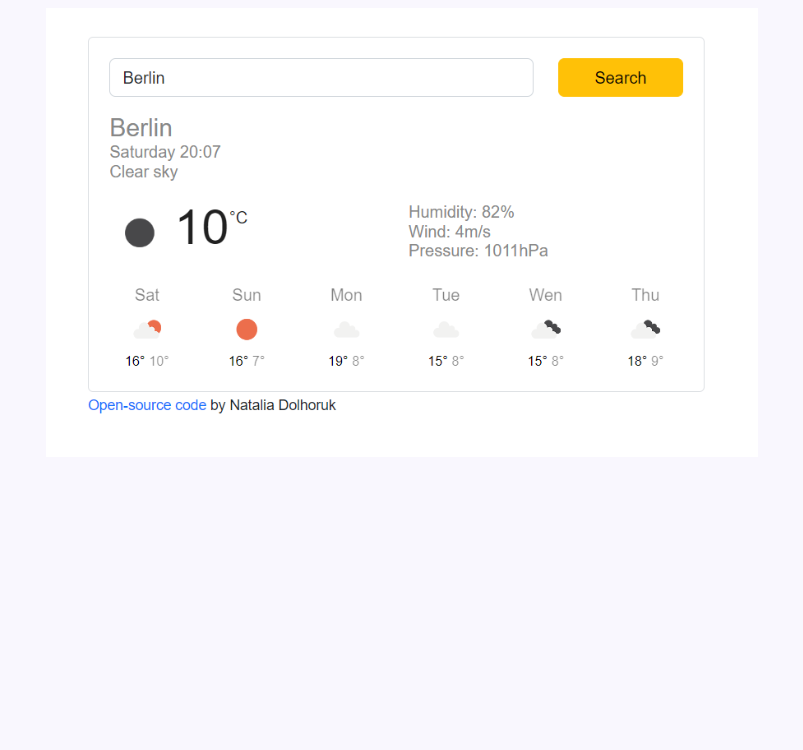 Berlin
Search
Berlin
Saturday 20:07
Clear sky
10°C
Humidity: 82%
Wind: 4m/s
Pressure: 1011hPa
Sat Sun Mon Tue Wen Thu
16° 10° 16° 7° 19° 8° 15° 8° 15° 8° 18° 9°
Open-source code by Natalia Dolhoruk